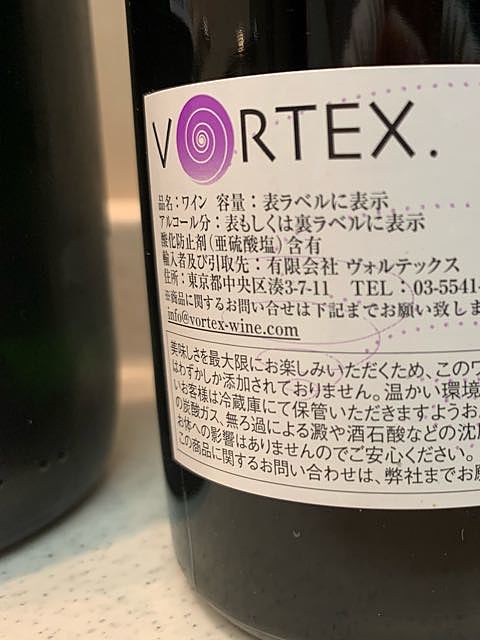 VORTEX.
品名：ワイン 容量：表ラベルに表示
アルコール分：表もしくは裏ラベルに表示
酸化防止剤（亜硫酸塩）含有
輸入者及び引取先：有限会社 ヴォルテックス
住所：東京都中央区湊3-7-11 TEL：03-5541-
※商品に関するお問い合せは下記までお願い致しま
info@vortex-wine.com
美味しさを最大限にお楽しみいただくため、このワ
はわずかしか添加されておりません。温かい環境
いお客様は冷蔵庫にて保管いただきますようお
の炭酸ガス、無ろ過による澱や酒石酸などの沈
お体への影響はありませんのでご安心ください。
この商品に関するお問い合わせは、弊社までお